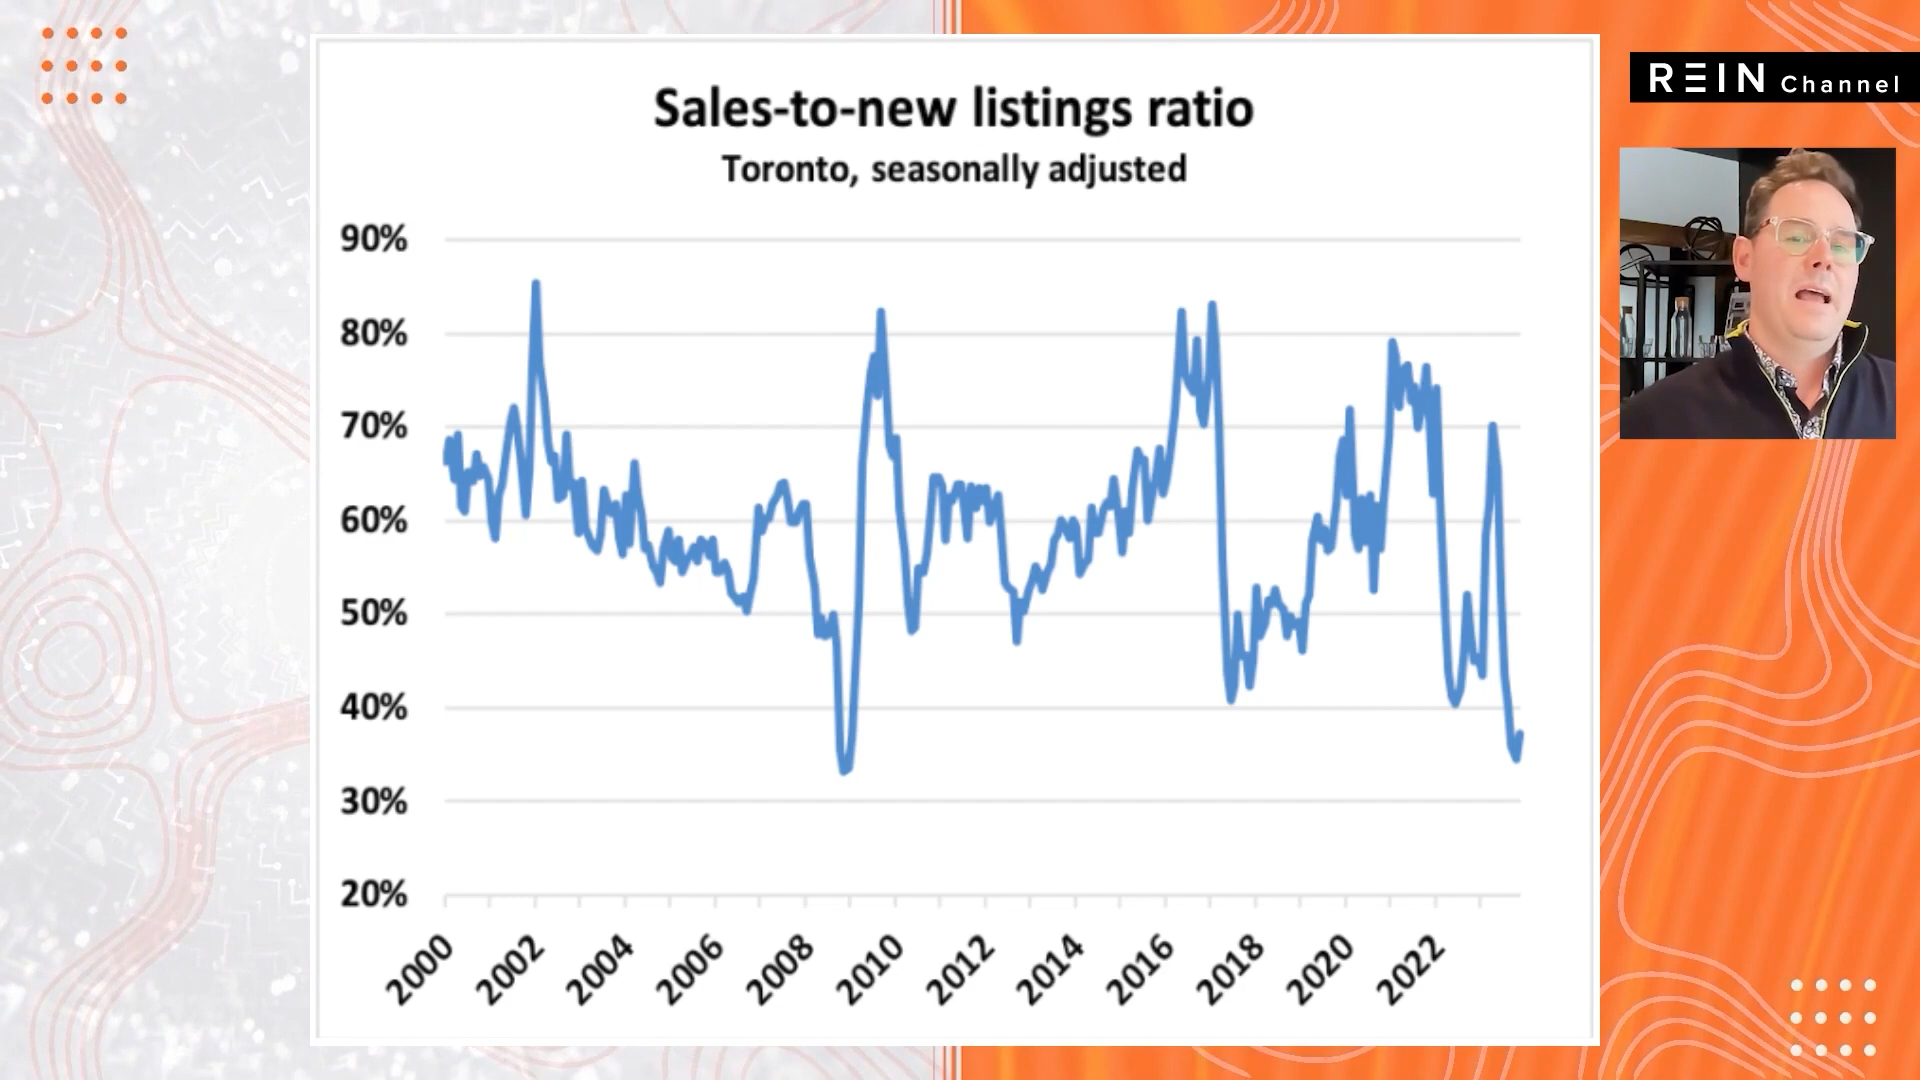 REIN Channel
Sales-to-new listings ratio
Toronto, seasonally adjusted
90%
80%
70%
60%
50%
40%
30%
20%
2000 2002 2004 2006 2008 2010 2012 2014 2016 2018 2020 2022